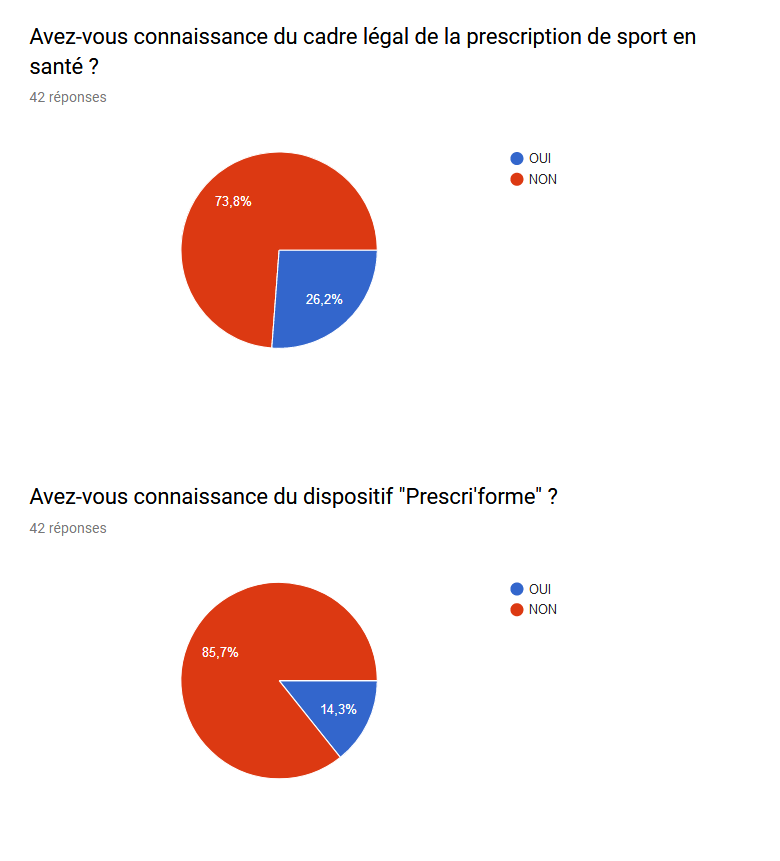 Avez-vous connaissance du cadre légal de la prescription de sport en
santé ?
42 réponses
OUI
NON
73,8%
26,2%
Avez-vous connaissance du dispositif "Prescri'forme" ?
42 réponses
OUI
NON
85,7%
14,3%